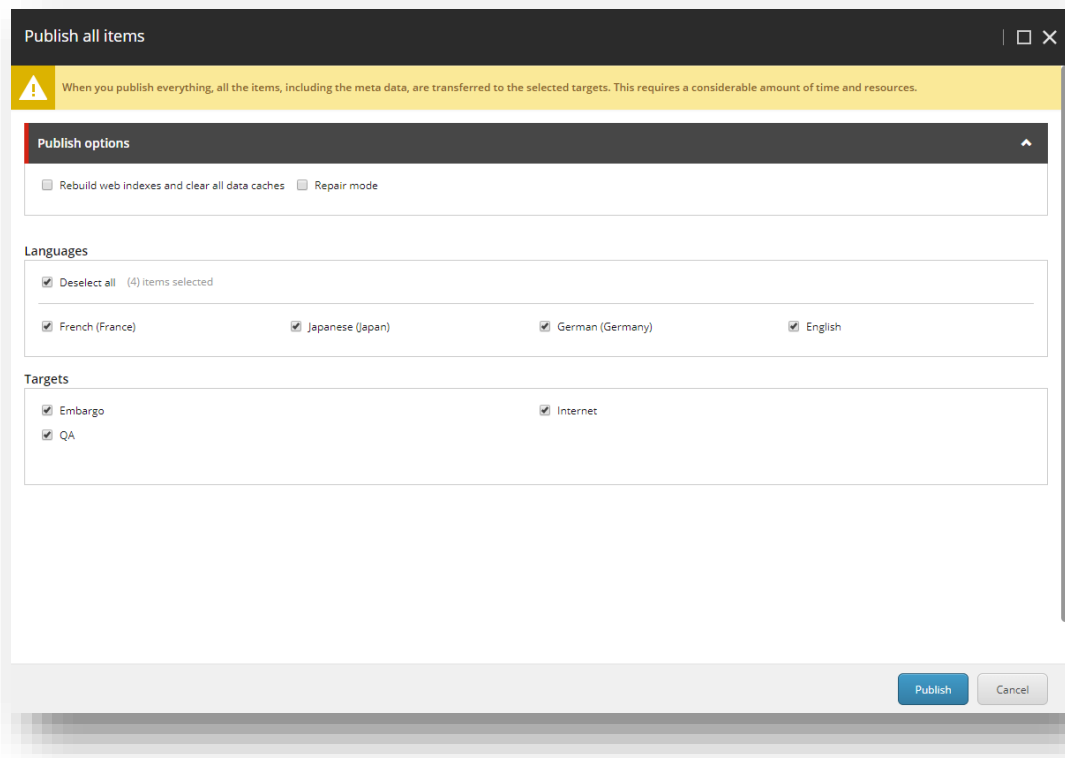 Publish all items
When you publish everything, all the items, including the meta data, are transferred to the selected targets. This requires a considerable amount of time and resources.
Publish options
Rebuild web indexes and clear all data caches Repair mode
Languages
Deselect all (4) items selected
French (France) Japanese (Japan) German (Germany) English
Targets
Embargo Internet
QA
Publish Cancel